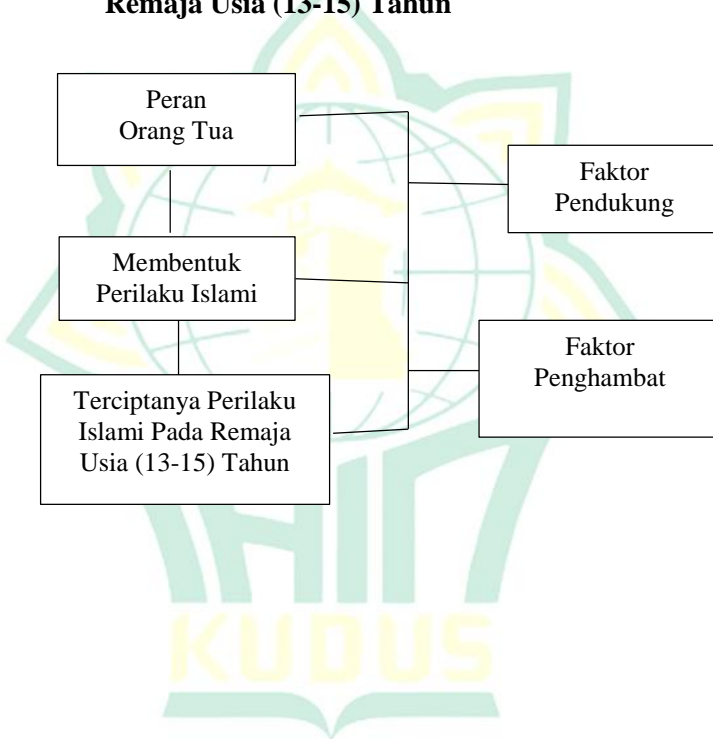 Remaja Usia (13-15) Tahun
Peran
Orang Tua
Faktor
Pendukung
Membentuk
Perilaku Islami
Faktor
Penghambat
Terciptanya Perilaku
Islami Pada Remaja
Usia (13-15) Tahun
KUDUS